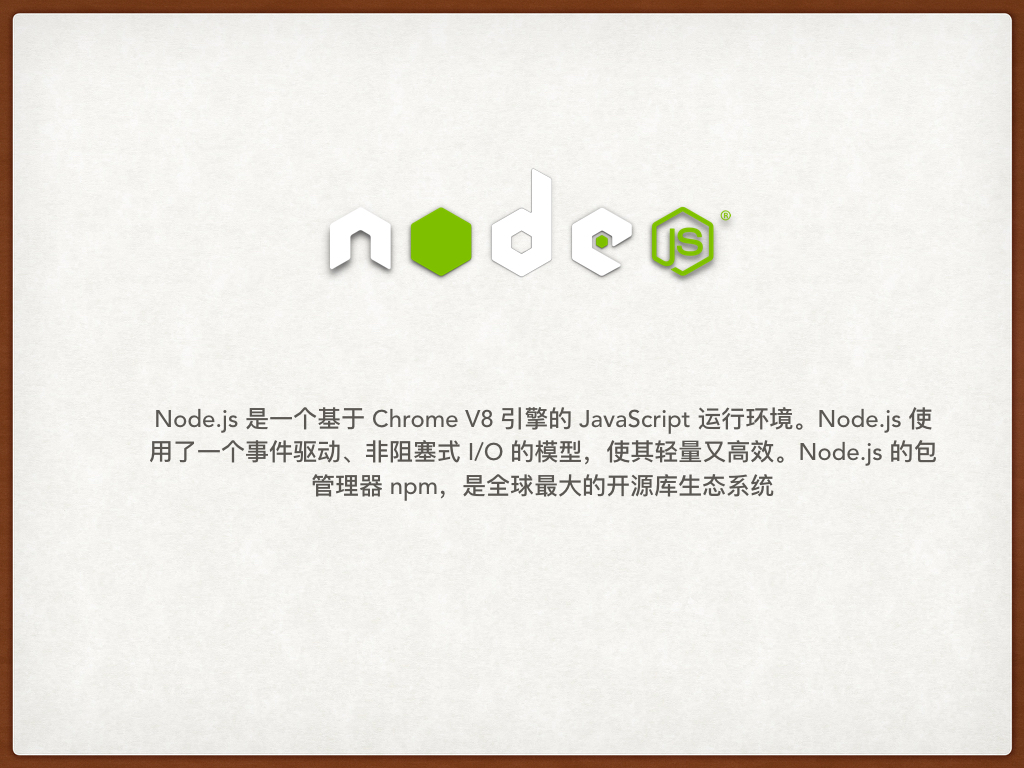 node JS ®
Node.js 是一个基于 Chrome V8 引擎的 JavaScript 运行环境。Node.js 使
用了一个事件驱动、非阻塞式 I/O 的模型，使其轻量又高效。Node.js 的包
管理器 npm，是全球最大的开源库生态系统